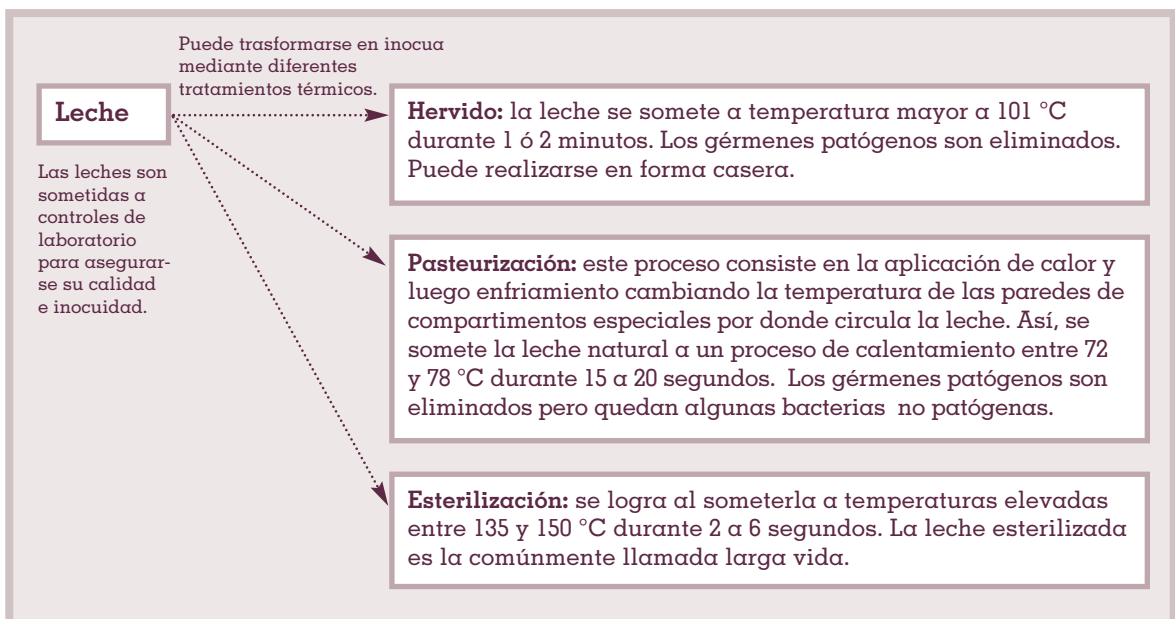 Puede trasformarse en inocua
mediante diferentes
tratamientos térmicos.
Leche
Las leches son
sometidas a
controles de
laboratorio
para asegurar-
se su calidad
e inocuidad.
Hervido: la leche se somete a temperatura mayor a 101 °C
durante 1 ó 2 minutos. Los gérmenes patógenos son eliminados.
Puede realizarse en forma casera.
Pasteurización: este proceso consiste en la aplicación de calor y
luego enfriamiento cambiando la temperatura de las paredes de
compartimentos especiales por donde circula la leche. Así, se
somete la leche natural a un proceso de calentamiento entre 72
y 78 °C durante 15 a 20 segundos. Los gérmenes patógenos son
eliminados pero quedan algunas bacterias no patógenas.
Esterilización: se logra al someterla a temperaturas elevadas
entre 135 y 150 °C durante 2 a 6 segundos. La leche esterilizada
es la comúnmente llamada larga vida.